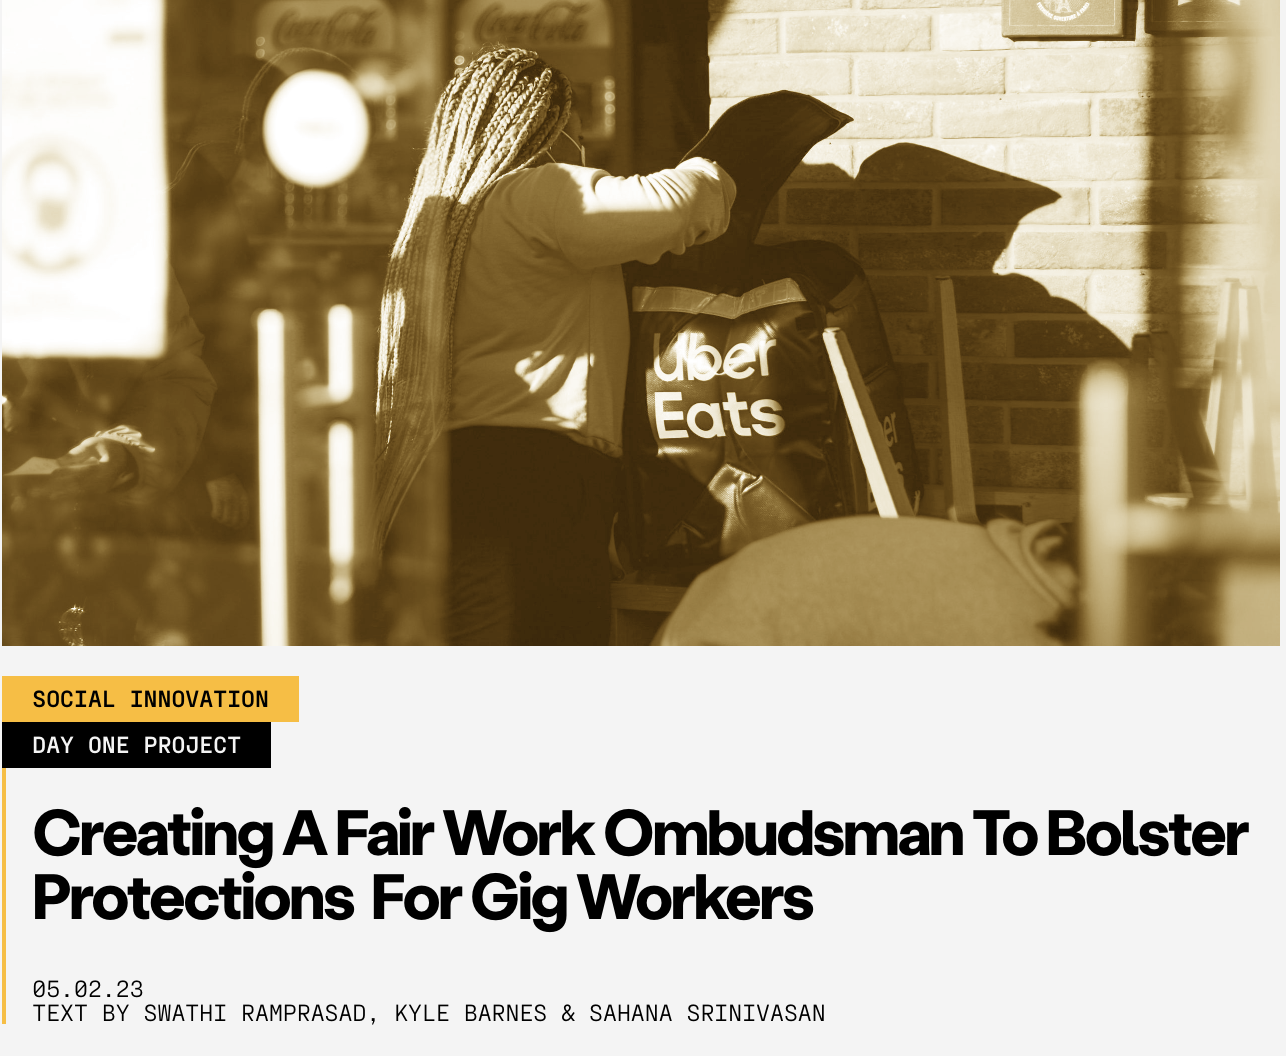 Coca-Cola
Coca-Cola
Uber
Eats
SOCIAL INNOVATION
DAY ONE PROJECT
Creating A Fair Work Ombudsman To Bolster
Protections For Gig Workers
05.02.23
TEXT BY SWATHI RAMPRASAD, KYLE BARNES & SAHANA SRINIVASAN